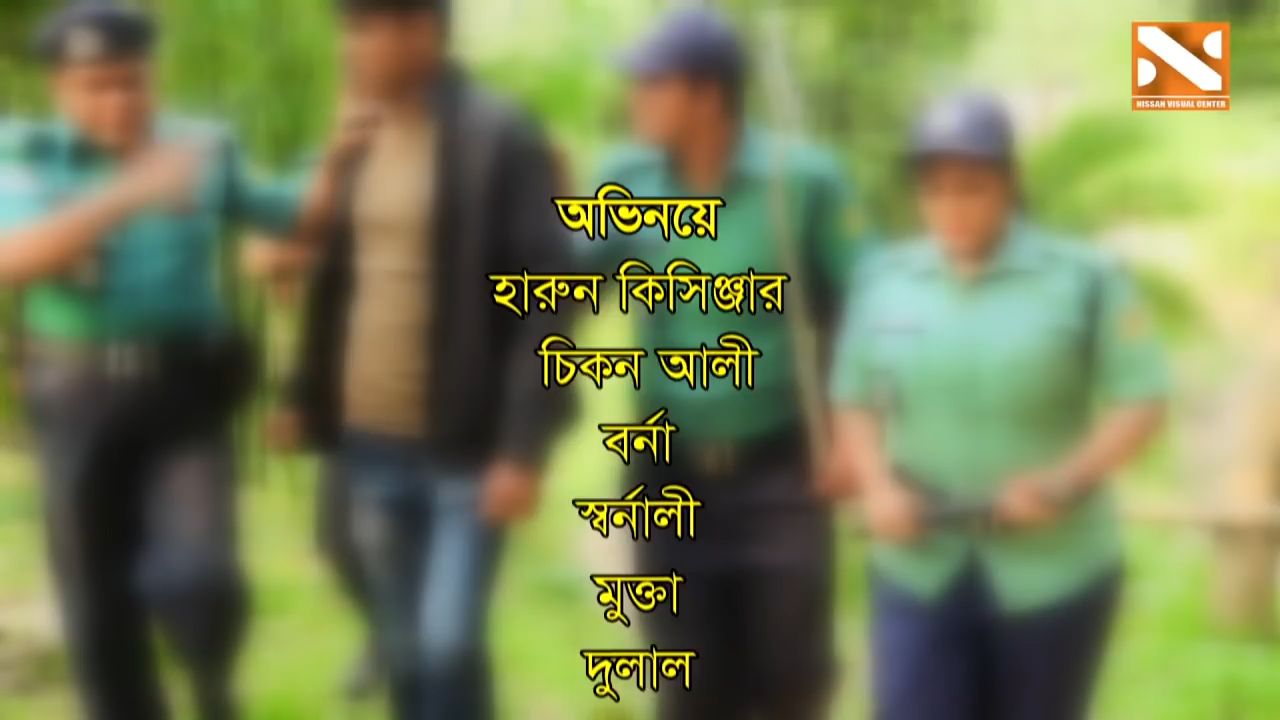 NISSAN VISUAL CENTER
অভিনয়ে
হারুন কিসিঞ্জার
চিকন আলী
বর্না
স্বর্নালী
মুক্তা
দুলাল